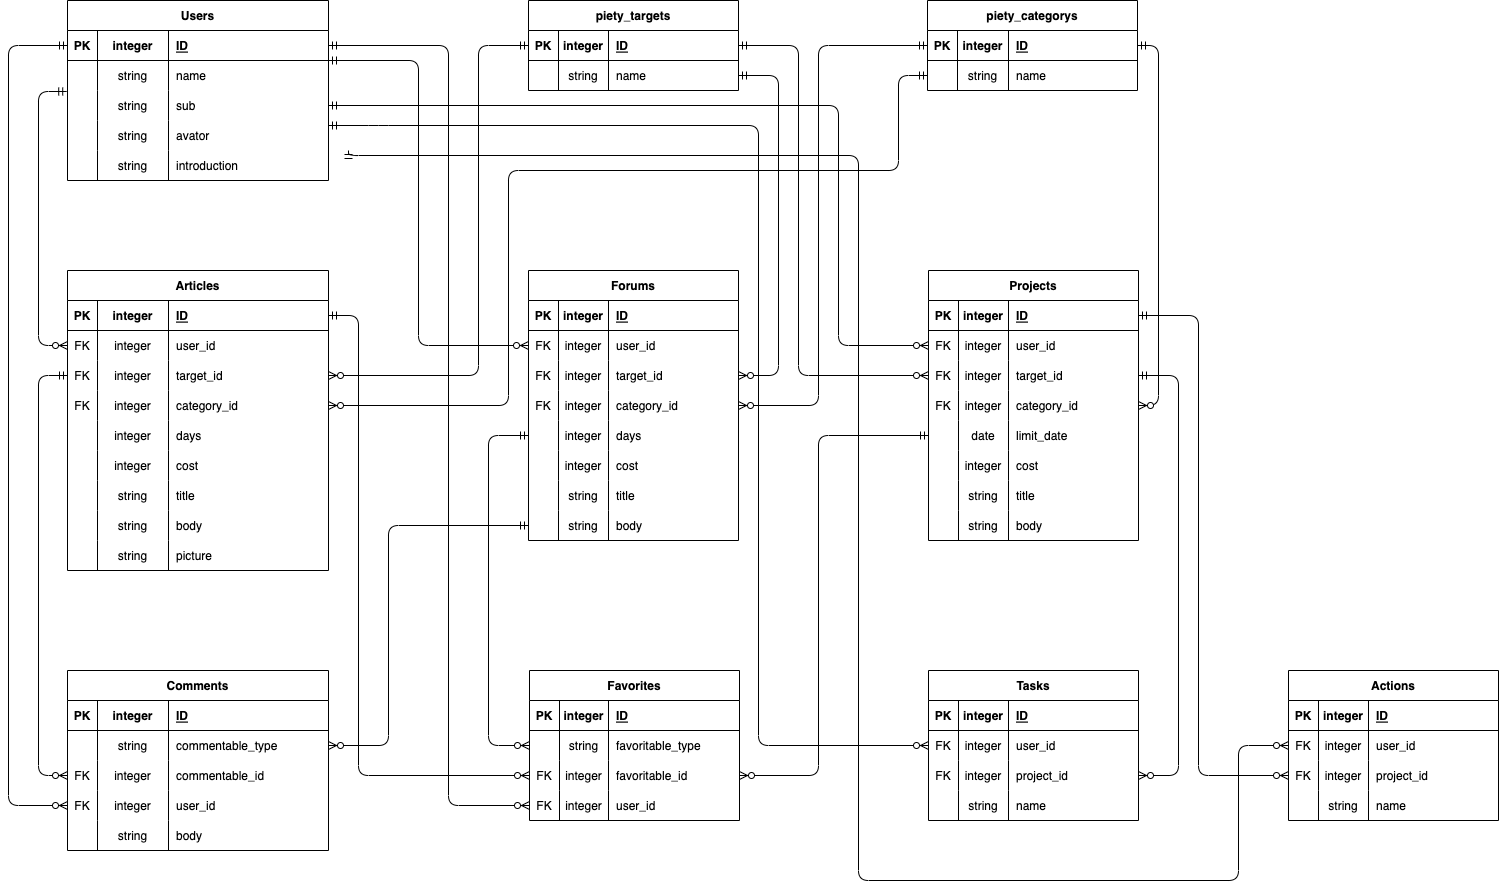 Users
PK integer ID
string name
string sub
string avator
string introduction
piety_targets
PK integer ID
string name
piety_categorys
PK integer ID
string name
Articles
PK integer ID
FK integer user_id
FK integer target_id
FK integer category_id
integer days
integer cost
string title
string body
string picture
Forums
PK integer ID
FK integer user_id
FK integer target_id
FK integer category_id
integer days
integer cost
string title
string body
Projects
PK integer ID
FK integer user_id
FK integer target_id
FK integer category_id
date limit_date
integer cost
string title
string body
Comments
PK integer ID
string commentable_type
FK integer commentable_id
FK integer user_id
string body
Favorites
PK integer ID
string favoritable_type
FK integer favoritable_id
FK integer user_id
Tasks
PK integer ID
FK integer user_id
FK integer project_id
string name
Actions
PK integer ID
FK integer user_id
FK integer project_id
string name